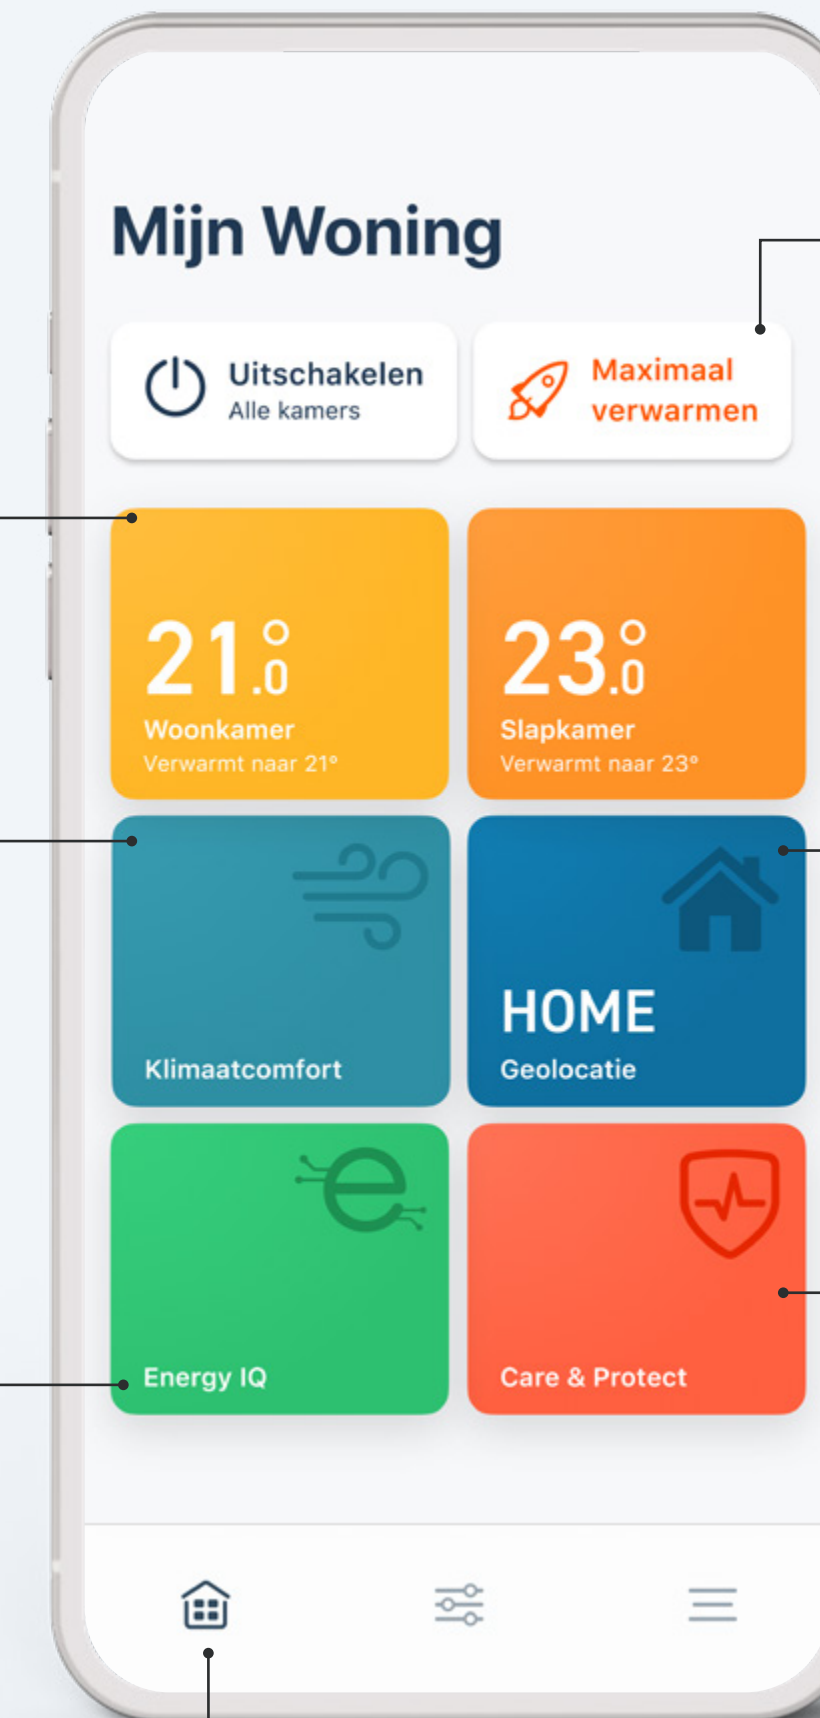 Mijn Woning
Uitschakelen
Alle kamers
Maximaal
verwarmen
21.0°
Woonkamer
Verwarmt naar 21°
23.0°
Slapkamer
Verwarmt naar 23°
Klimaatcomfort
HOME
Geolocatie
Energy IQ
Care & Protect